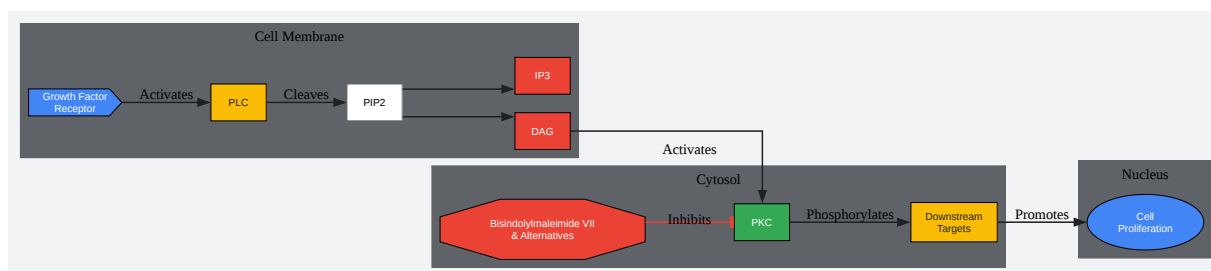 Cell Membrane
Growth Factor
Receptor
Activates
PLC
Cleaves
PIP2
IP3
DAG
Activates
Cytosol
Bisindolylmaleimide VII
& Alternatives
Inhibits
PKC
Phosphorylates
Downstream
Targets
Promotes
Nucleus
Cell
Proliferation